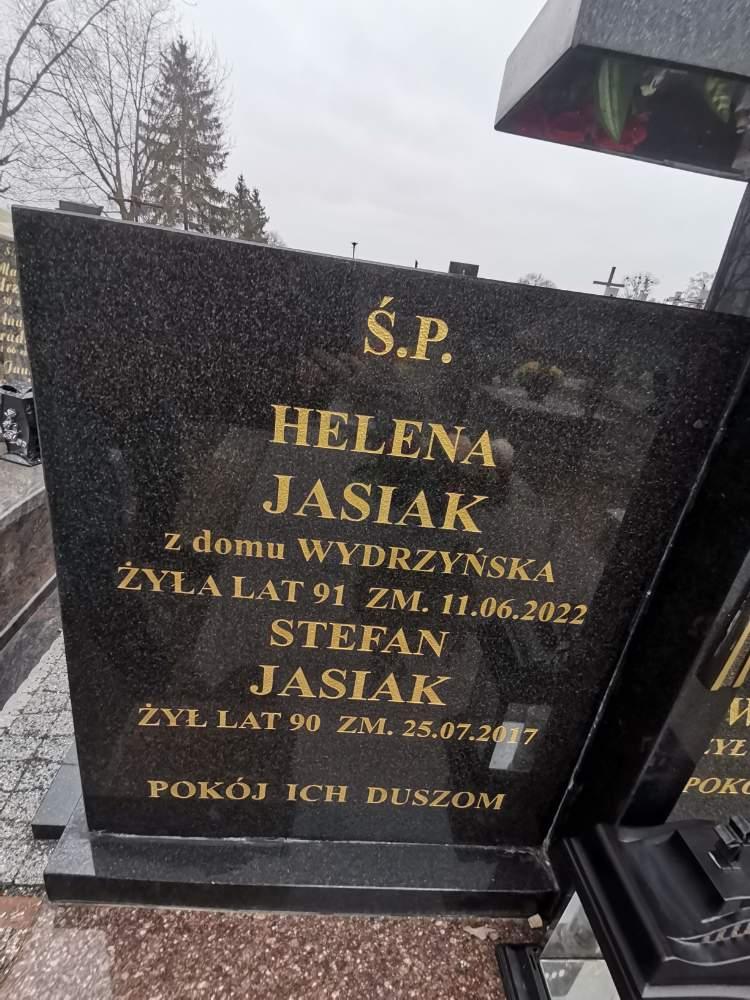 Ś.P.
HELENA
JASIAK
z domu WYDRZYŃSKA
ŻYŁA LAT 91 ZM. 11.06.2022
STEFAN
JASIAK
ŻYŁ LAT 90 ZM. 25.07.2017
POKÓJ ICH DUSZOM